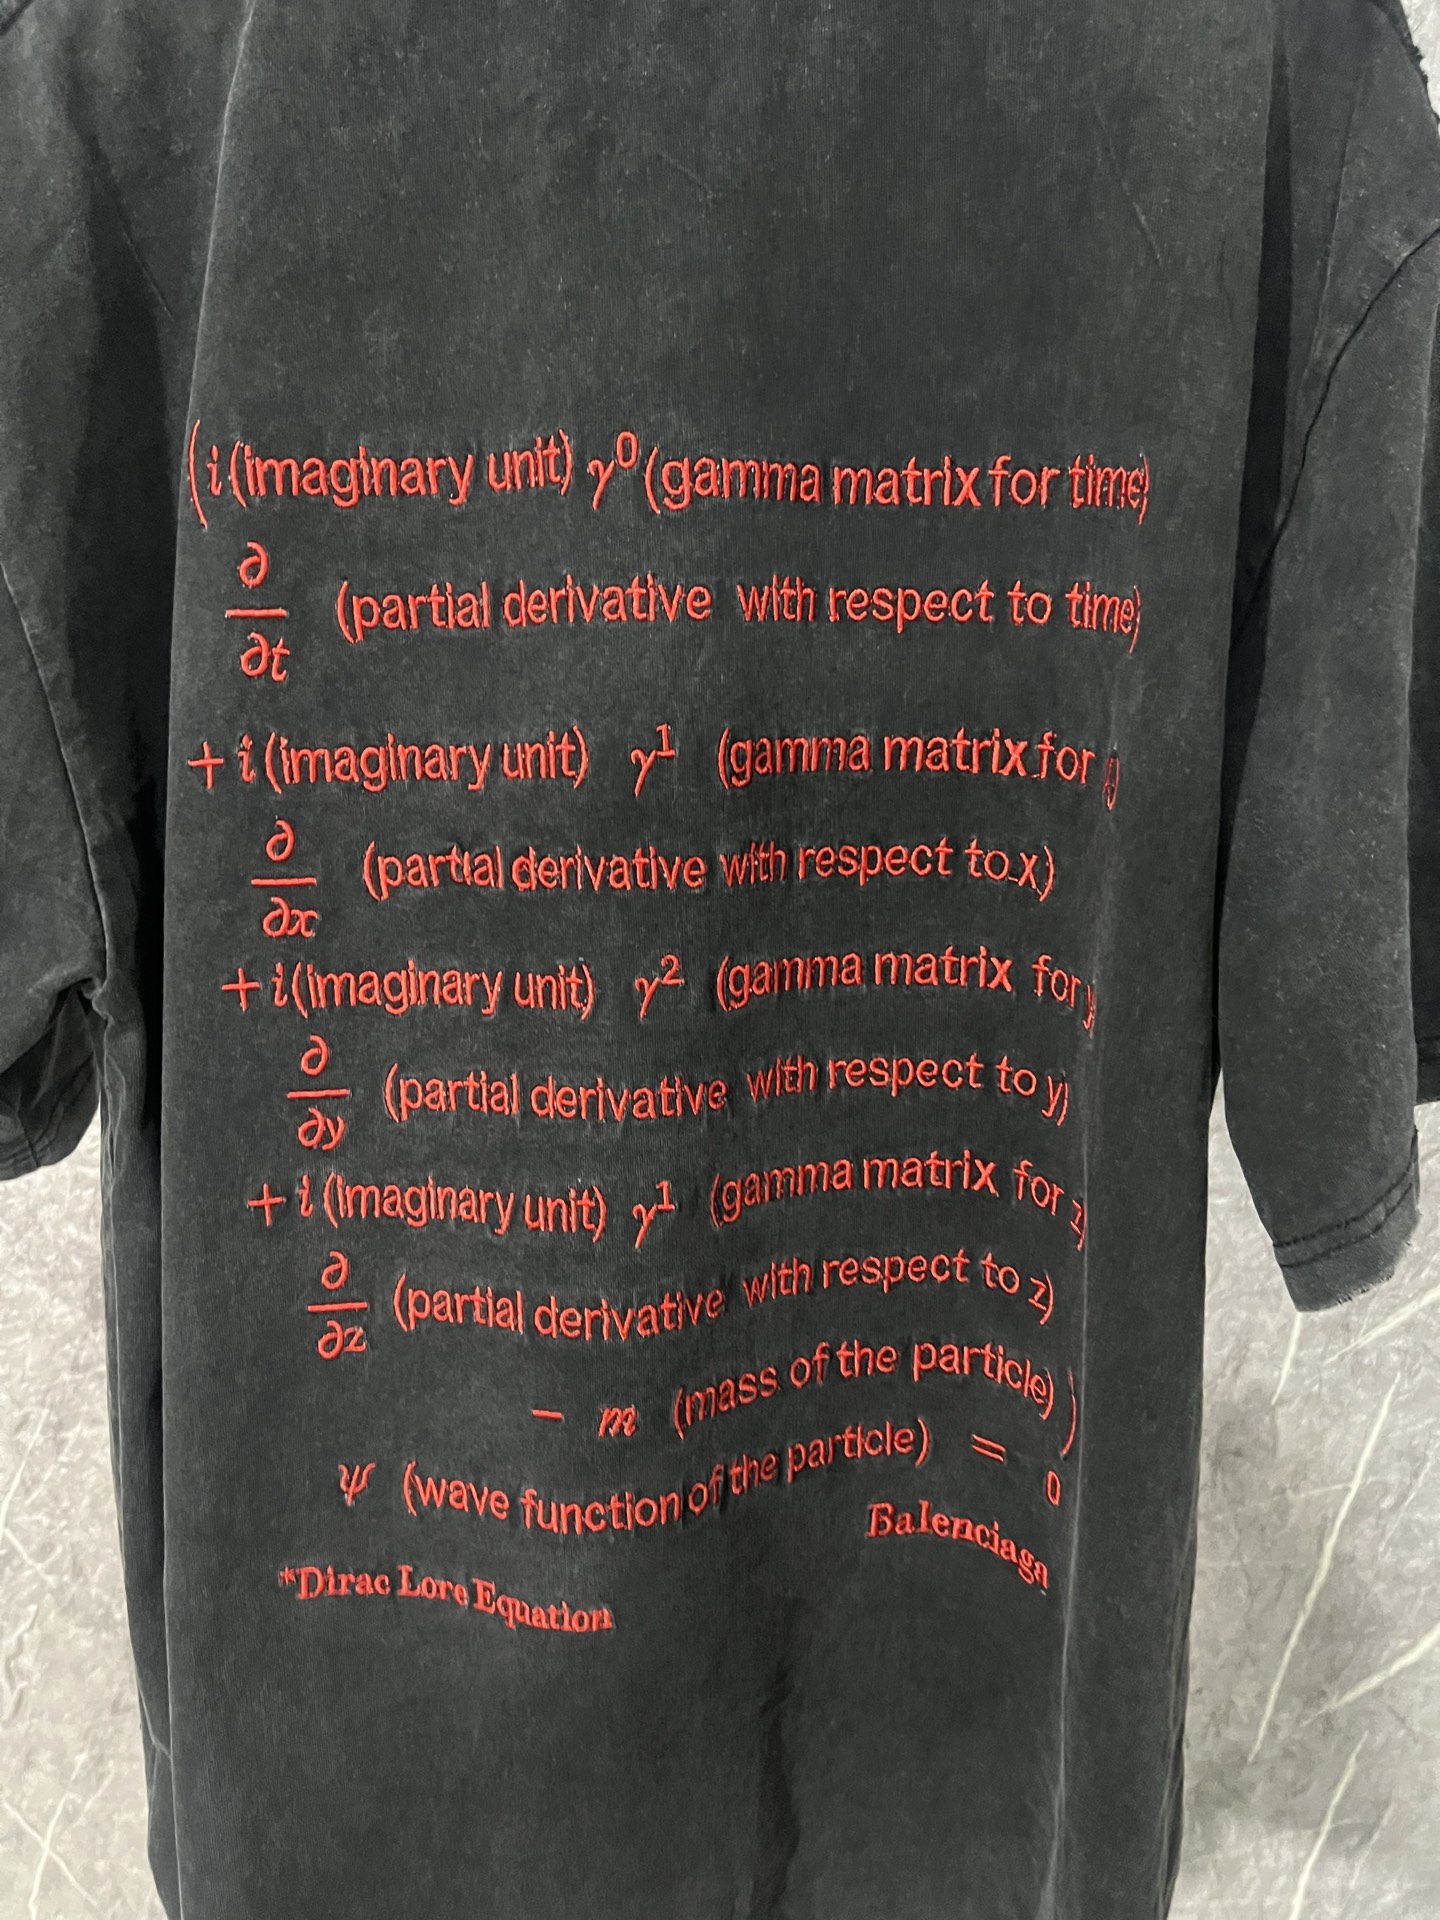 (i (imaginary unit) γ⁰ (gamma matrix for time)
∂
∂t
(partial derivative with respect to time)
+ i (imaginary unit) γ¹ (gamma matrix for
∂
∂x
(partial derivative with respect to x)
+ i (imaginary unit) γ² (gamma matrix for y
∂
∂y
(partial derivative with respect to y)
+ i (imaginary unit) γ¹ (gamma matrix for z)
∂
∂z
(partial derivative with respect to z)
− m (mass of the particle) )
ψ (wave function of the particle) = 0
Balenciaga
*Dirac Lore Equation